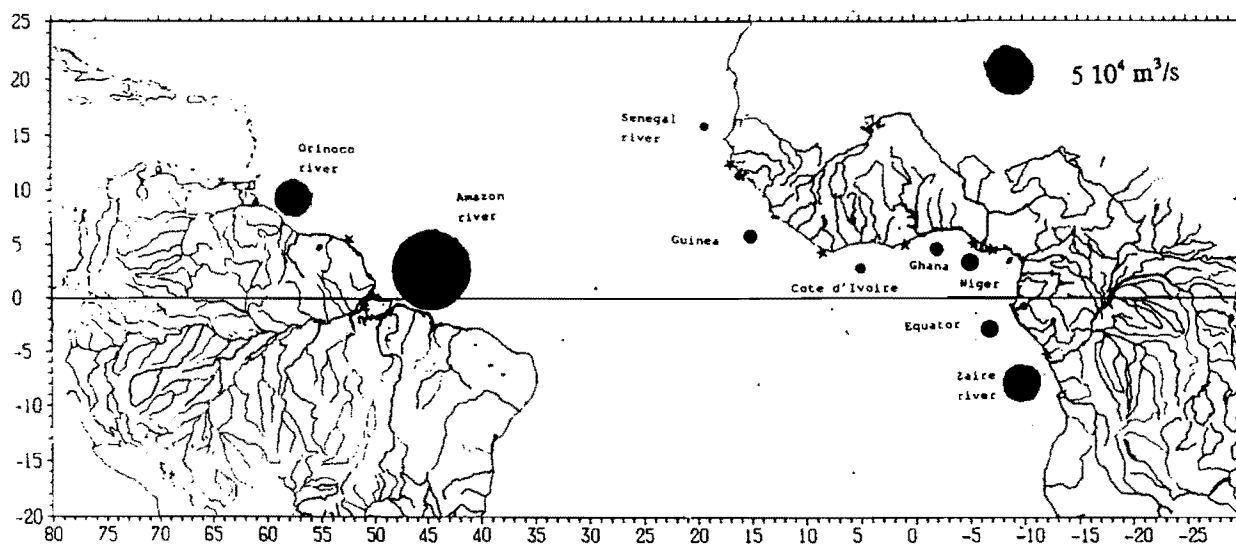 25
20
15
10
5
0
-5
-10
-15
-20
5 10⁴ m³/s
Senegal
river
Orinoco
river
Amazon
river
Guinea
Ghana
Cote d'Ivoire
Niger
Equator
Zaire
river
80 75 70 65 60 55 50 45 40 35 30 25 20 15 10 5 0 -5 -10 -15 -20 -25